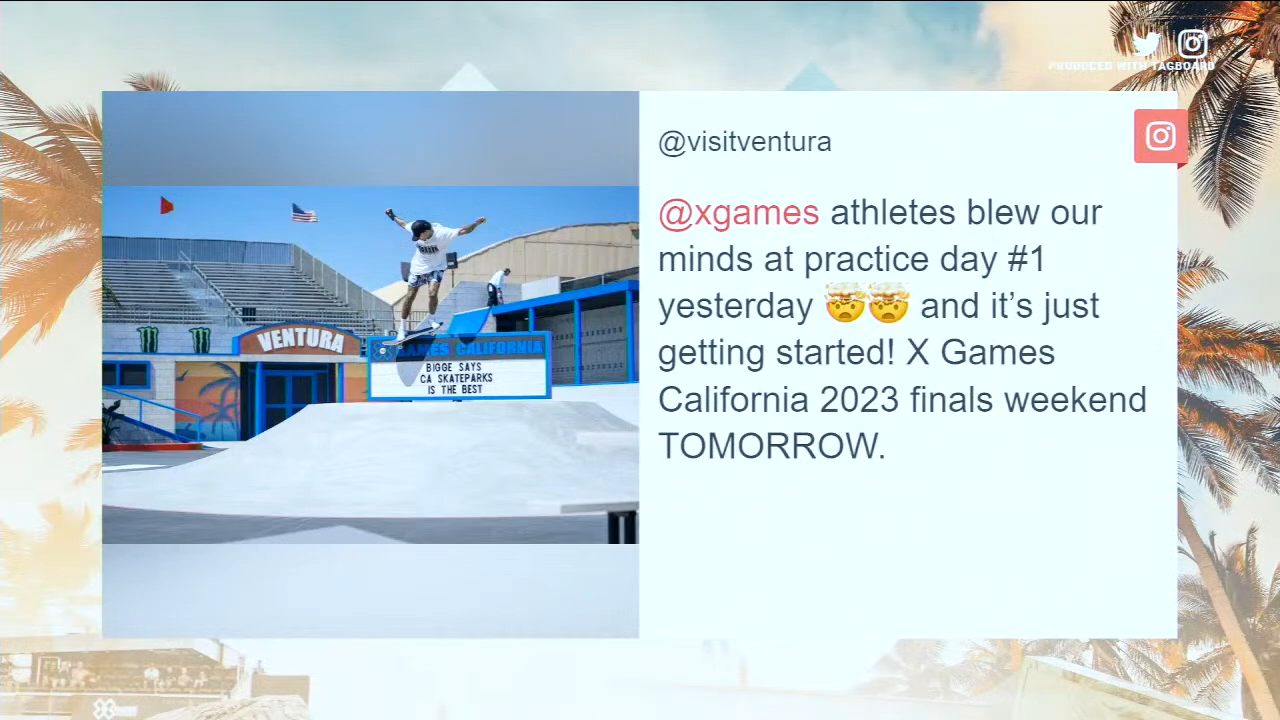 PRODUCED WITH TAGBOARD
@visitventura
@xgames athletes blew our
minds at practice day #1
yesterday 🤯🤯 and it’s just
getting started! X Games
California 2023 finals weekend
TOMORROW.
VENTURA
GAMES CALIFORNIA
BIGGE SAYS
CA SKATEPARKS
IS THE BEST